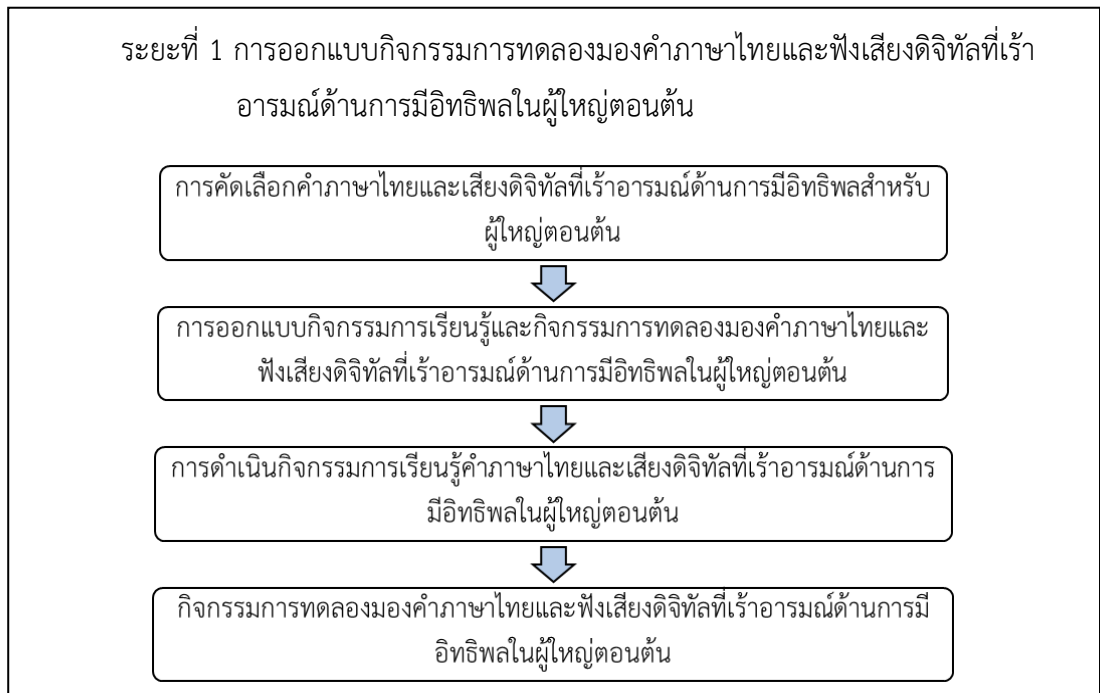 ระยะที่ 1 การออกแบบกิจกรรมการทดลองมองคำภาษาไทยและฟังเสียงดิจิทัลที่เร้า
อารมณ์ด้านการมีอิทธิพลในผู้ใหญ่ตอนต้น
การคัดเลือกคำภาษาไทยและเสียงดิจิทัลที่เร้าอารมณ์ด้านการมีอิทธิพลสำหรับ
ผู้ใหญ่ตอนต้น
การออกแบบกิจกรรมการเรียนรู้และกิจกรรมการทดลองมองคำภาษาไทยและ
ฟังเสียงดิจิทัลที่เร้าอารมณ์ด้านการมีอิทธิพลในผู้ใหญ่ตอนต้น
การดำเนินกิจกรรมการเรียนรู้คำภาษาไทยและเสียงดิจิทัลที่เร้าอารมณ์ด้านการ
มีอิทธิพลในผู้ใหญ่ตอนต้น
กิจกรรมการทดลองมองคำภาษาไทยและฟังเสียงดิจิทัลที่เร้าอารมณ์ด้านการมี
อิทธิพลในผู้ใหญ่ตอนต้น